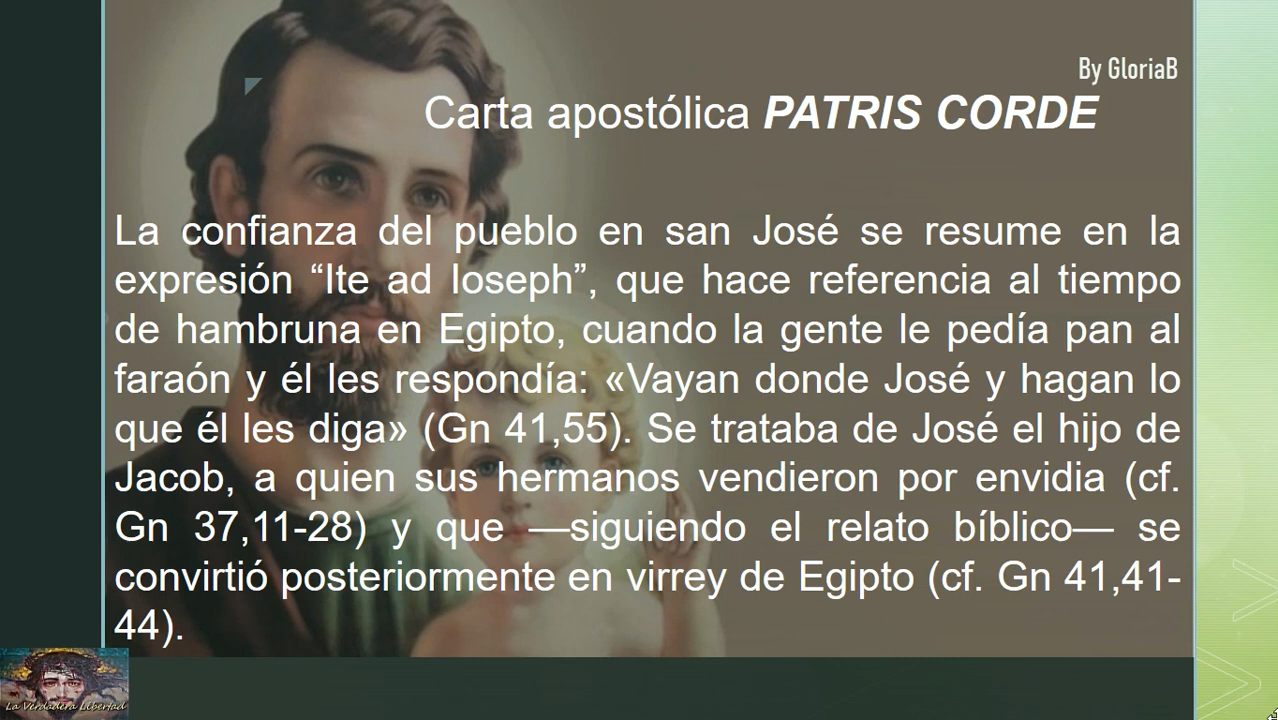 By GloriaB
Carta apostólica PATRIS CORDE
La confianza del pueblo en san José se resume en la
expresión “Ite ad Ioseph”, que hace referencia al tiempo
de hambruna en Egipto, cuando la gente le pedía pan al
faraón y él les respondía: «Vayan donde José y hagan lo
que él les diga» (Gn 41,55). Se trataba de José el hijo de
Jacob, a quien sus hermanos vendieron por envidia (cf.
Gn 37,11-28) y que —siguiendo el relato bíblico— se
convirtió posteriormente en virrey de Egipto (cf. Gn 41,41-
44).
La Verdadera Libertad